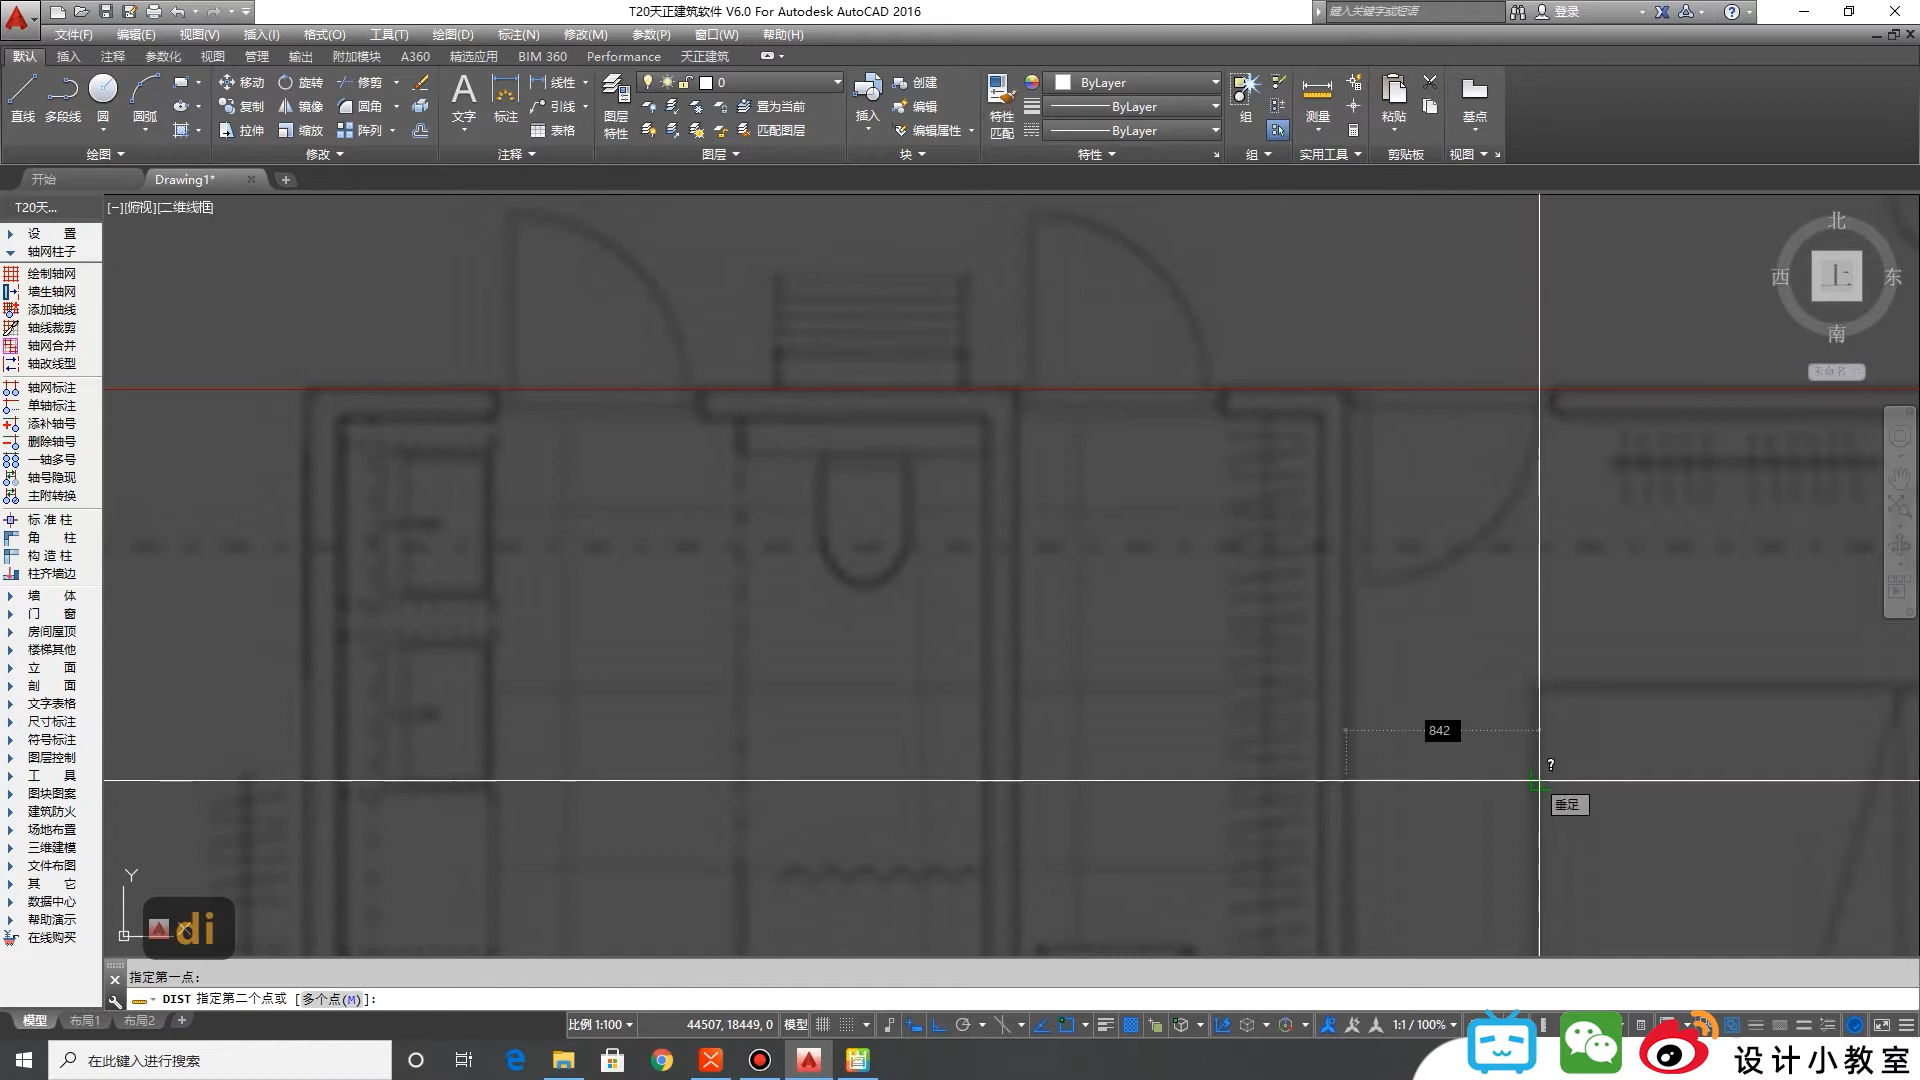 T20天正建筑软件 V6.0 For Autodesk AutoCAD 2016
键入关键字或短语
登录
文件(F) 编辑(E) 视图(V) 插入(I) 格式(O) 工具(T) 绘图(D) 标注(N) 修改(M) 参数(P) 窗口(W) 帮助(H)
默认 插入 注释 参数化 视图 管理 输出 附加模块 A360 精选应用 BIM 360 Performance 天正建筑
直线 多段线 圆 圆弧
移动 旋转 修剪
复制 镜像 圆角
拉伸 缩放 阵列
文字 标注
线性
引线
表格
图层特性
0
置为当前
匹配图层
插入
创建
编辑
编辑属性
特性匹配
ByLayer
ByLayer
ByLayer
组 测量 粘贴 基点
绘图 修改 注释 图层 块 特性 组 实用工具 剪贴板 视图
开始 Drawing1*
T20天...
[−][俯视][二维线框]
设 置
轴网柱子
绘制轴网
墙生轴网
添加轴线
轴线裁剪
轴网合并
轴改线型
轴网标注
单轴标注
添补轴号
删除轴号
一轴多号
轴号隐现
主附转换
标 准 柱
角 柱
构 造 柱
柱齐墙边
墙 体
门 窗
房间屋顶
楼梯其他
立 面
剖 面
文字表格
尺寸标注
符号标注
图层控制
工 具
图块图案
建筑防火
场地布置
三维建模
文件布图
其 它
数据中心
帮助演示
在线购买
北
西 上 东
南
未命名
842
?
垂足
Y
X
di
指定第一点:
DIST 指定第二个点或 [多个点(M)]:
模型 布局1 布局2
比例 1:100 44507, 18449, 0 模型 1:1 / 100%
在此键入进行搜索
设计小教室